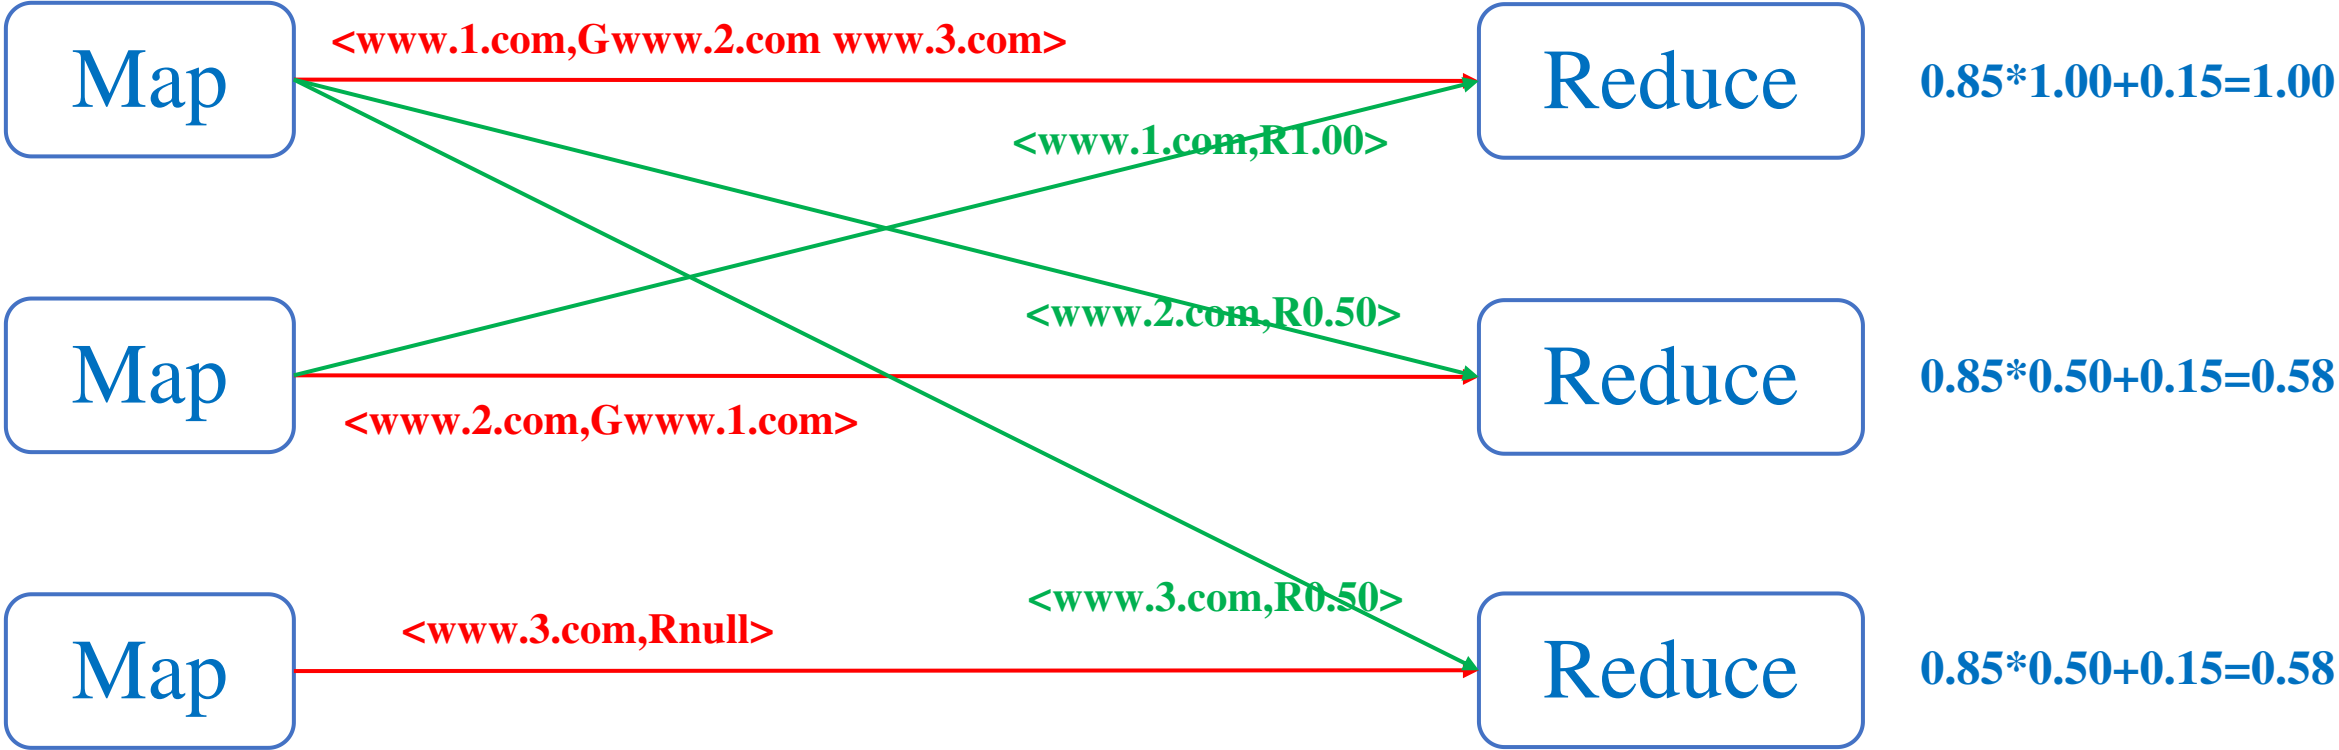 <www.1.com,Gwww.2.com www.3.com>
Map
Reduce
0.85*1.00+0.15=1.00
<www.1.com,R1.00>
<www.2.com,R0.50>
Map
Reduce
0.85*0.50+0.15=0.58
<www.2.com,Gwww.1.com>
<www.3.com,R0.50>
<www.3.com,Rnull>
Map
Reduce
0.85*0.50+0.15=0.58